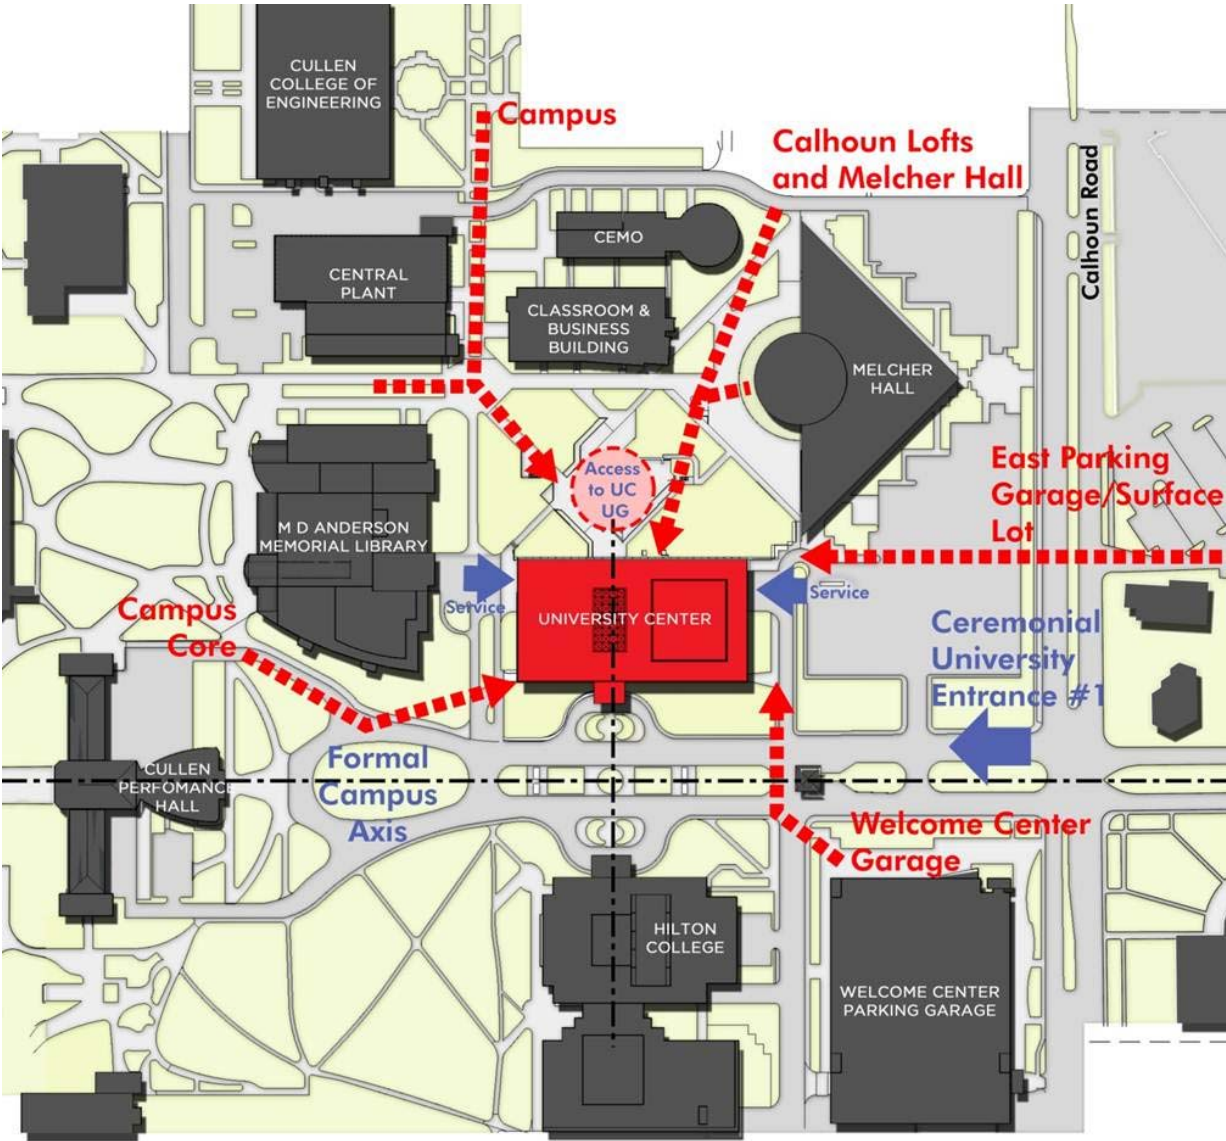 CULLEN
COLLEGE OF
ENGINEERING
Campus
Calhoun Lofts
and Melcher Hall
Calhoun Road
CEMO
CENTRAL
PLANT
CLASSROOM &
BUSINESS
BUILDING
MELCHER
HALL
East Parking
Garage/Surface
Lot
Access
to UC
UG
M D ANDERSON
MEMORIAL LIBRARY
Service
Service
UNIVERSITY CENTER
Campus
Core
Ceremonial
University
Entrance #1
Formal
Campus
Axis
CULLEN
PERFOMANCE
HALL
Welcome Center
Garage
HILTON
COLLEGE
WELCOME CENTER
PARKING GARAGE